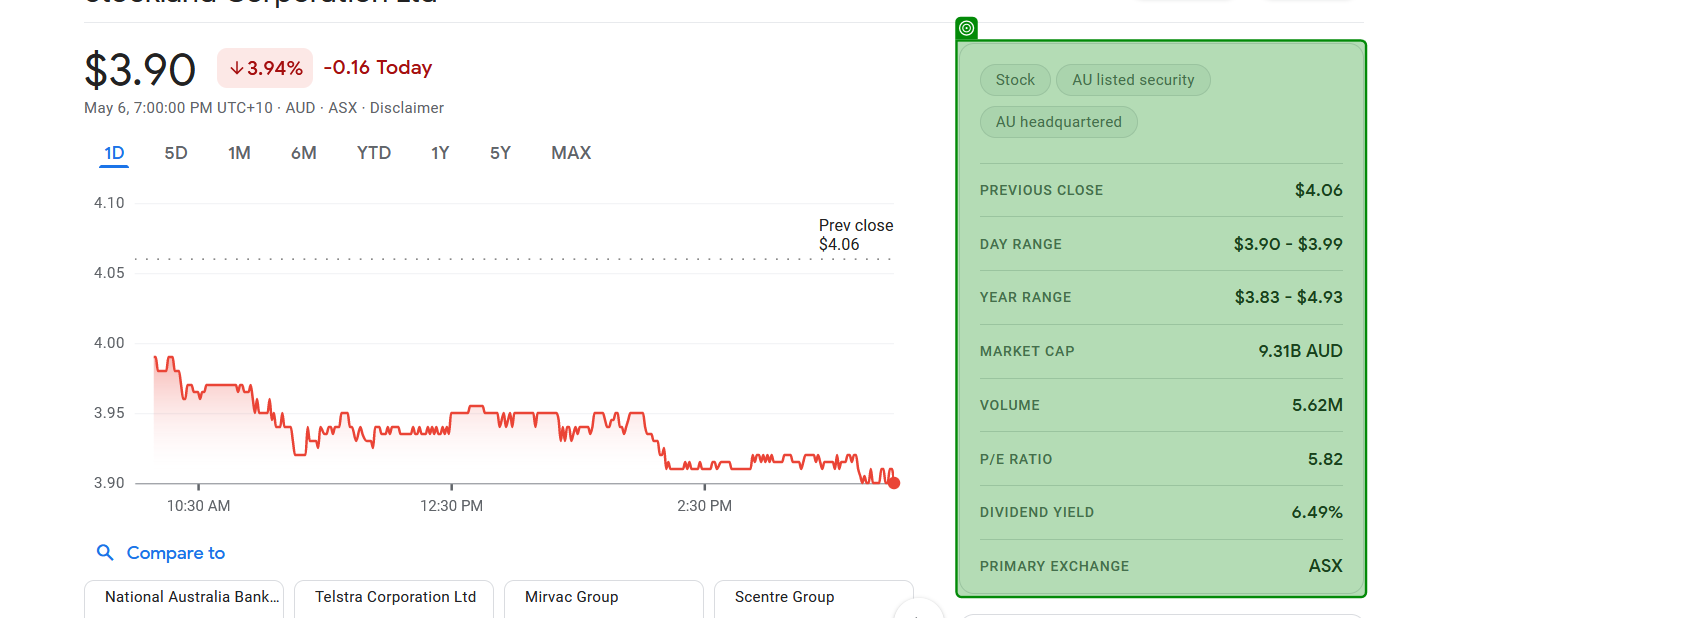 Stockland Corporation Ltd
$3.90 ↓3.94% -0.16 Today
May 6, 7:00:00 PM UTC+10 · AUD · ASX · Disclaimer
1D 5D 1M 6M YTD 1Y 5Y MAX
4.10
Prev close
$4.06
4.05
4.00
3.95
3.90
10:30 AM 12:30 PM 2:30 PM
Compare to
National Australia Bank...
Telstra Corporation Ltd
Mirvac Group
Scentre Group
Stock
AU listed security
AU headquartered
PREVIOUS CLOSE $4.06
DAY RANGE $3.90 - $3.99
YEAR RANGE $3.83 - $4.93
MARKET CAP 9.31B AUD
VOLUME 5.62M
P/E RATIO 5.82
DIVIDEND YIELD 6.49%
PRIMARY EXCHANGE ASX